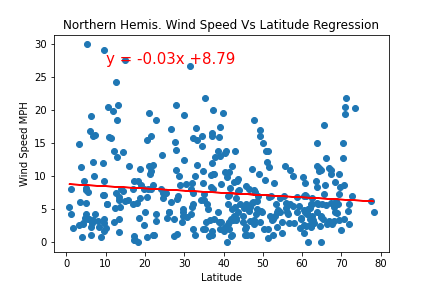 Northern Hemis. Wind Speed Vs Latitude Regression
y = -0.03x +8.79
Wind Speed MPH
30
25
20
15
10
5
0
0 10 20 30 40 50 60 70 80
Latitude